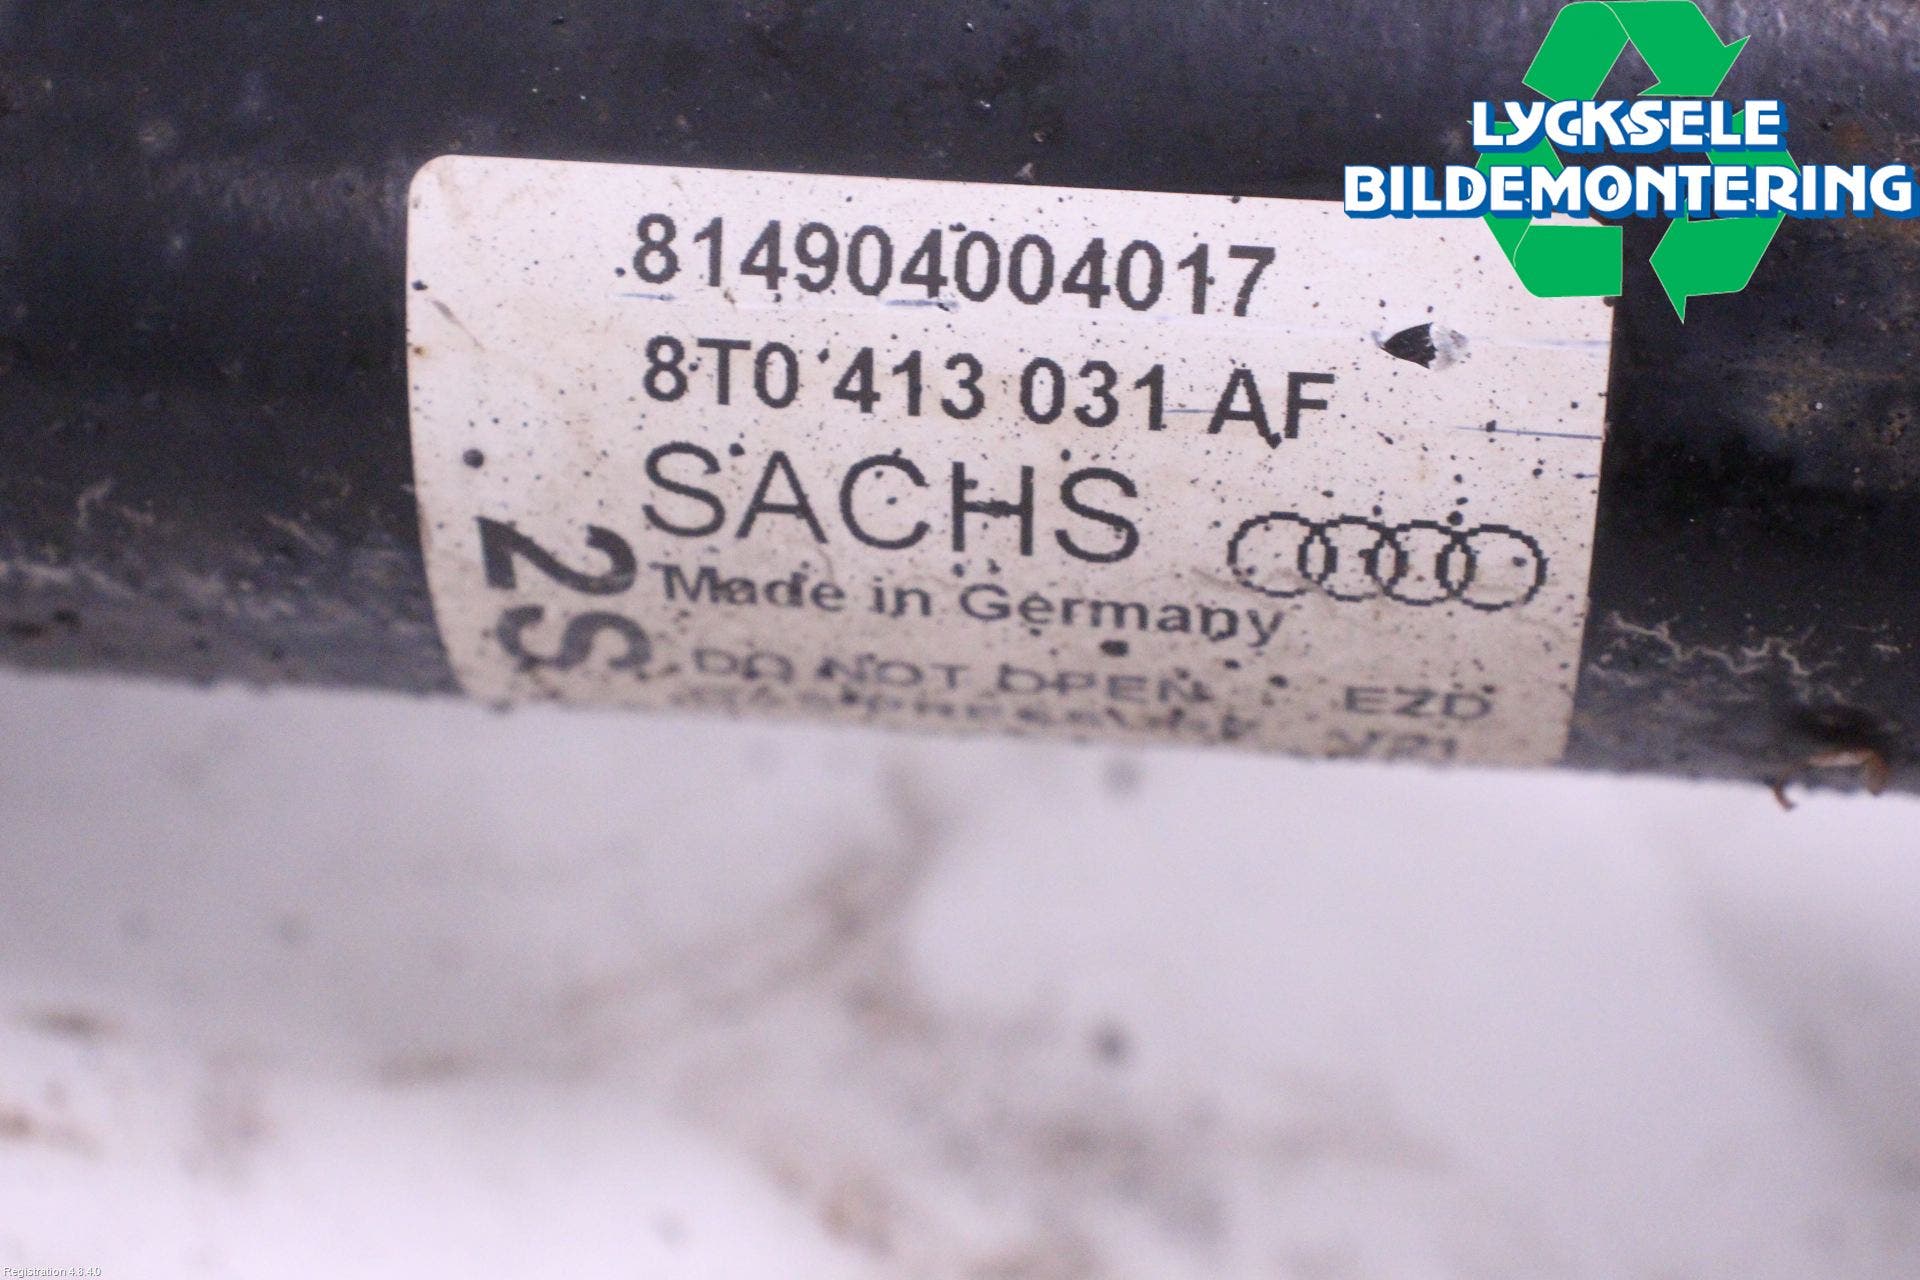 LYCKSELE
BILDEMONTERING
814904004017
8T0 413 031 AF
SACHS
2S
Made in Germany
DO NOT OPEN EZD
Registration 4.8.4.0